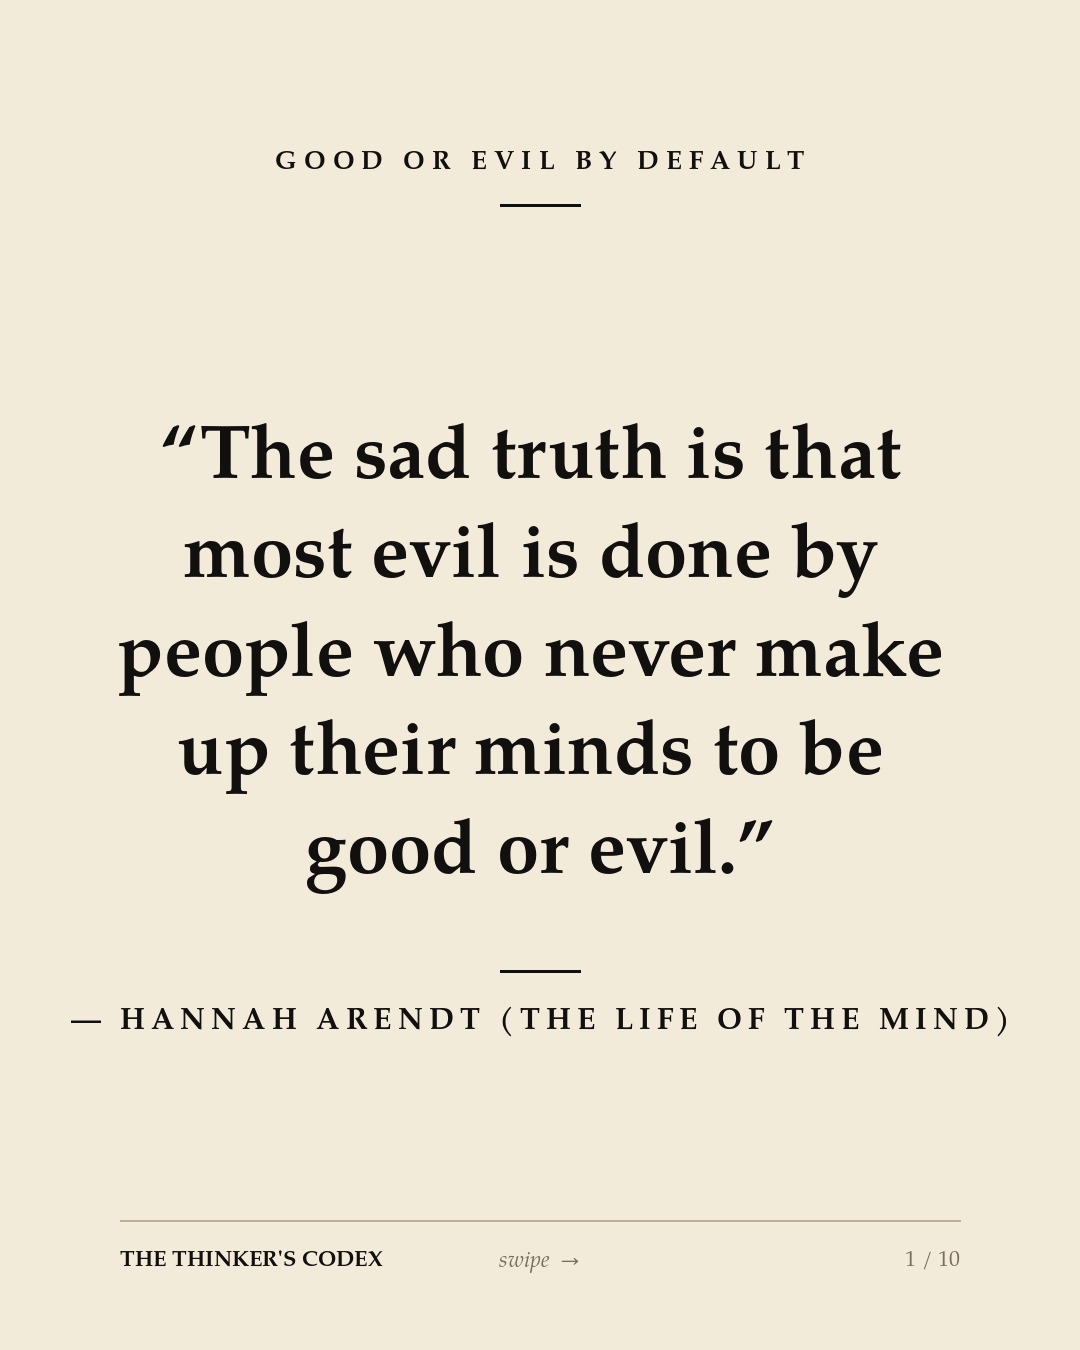 GOOD OR EVIL BY DEFAULT
“The sad truth is that
most evil is done by
people who never make
up their minds to be
good or evil.”
— HANNAH ARENDT (THE LIFE OF THE MIND)
THE THINKER'S CODEX swipe → 1 / 10